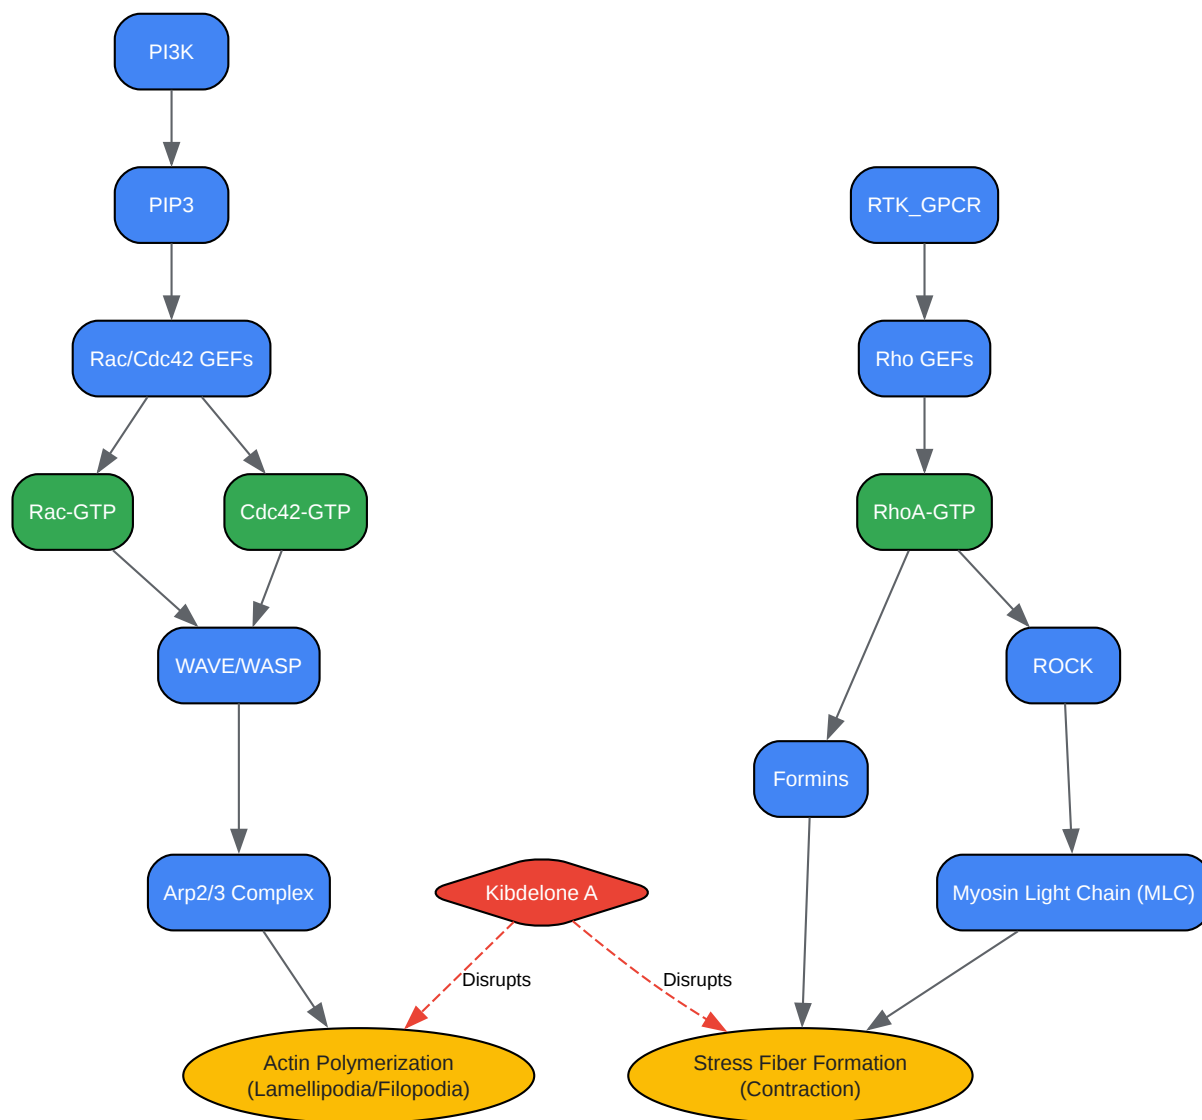 PI3K
PIP3
RTK_GPCR
Rac/Cdc42 GEFs
Rho GEFs
Rac-GTP
Cdc42-GTP
RhoA-GTP
WAVE/WASP
ROCK
Formins
Arp2/3 Complex
Kibdelone A
Myosin Light Chain (MLC)
Disrupts
Disrupts
Actin Polymerization
(Lamellipodia/Filopodia)
Stress Fiber Formation
(Contraction)